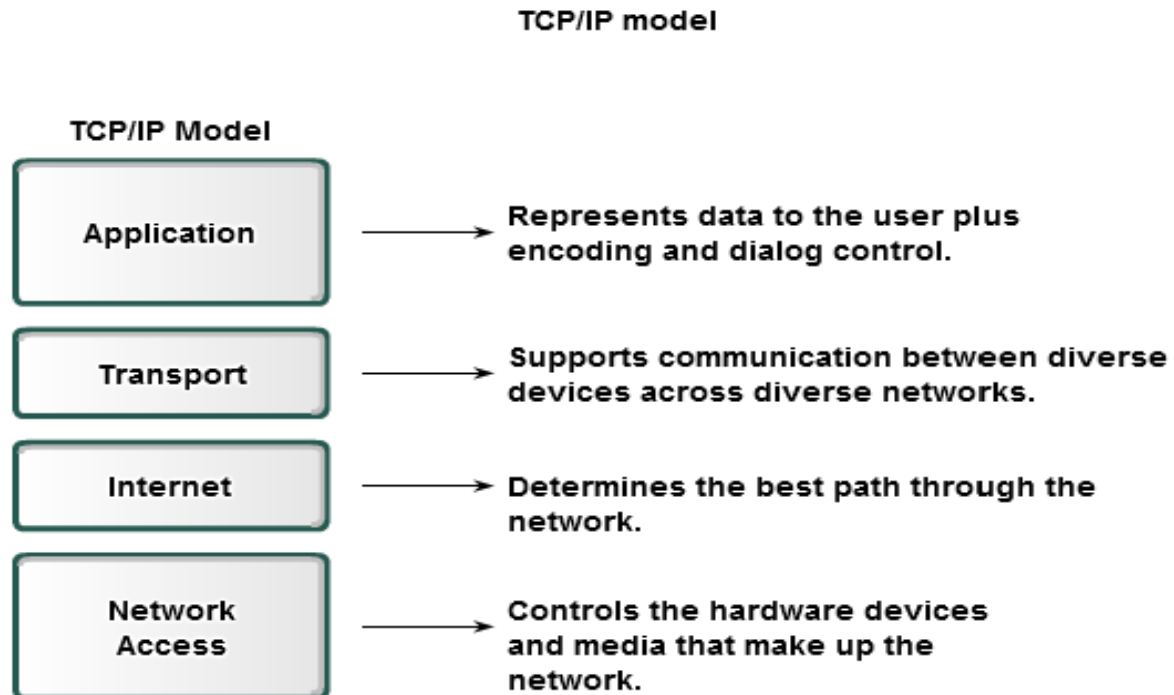 TCP/IP model
TCP/IP Model
Application
Represents data to the user plus
encoding and dialog control.
Transport
Supports communication between diverse
devices across diverse networks.
Internet
Determines the best path through the
network.
Network
Access
Controls the hardware devices
and media that make up the
network.